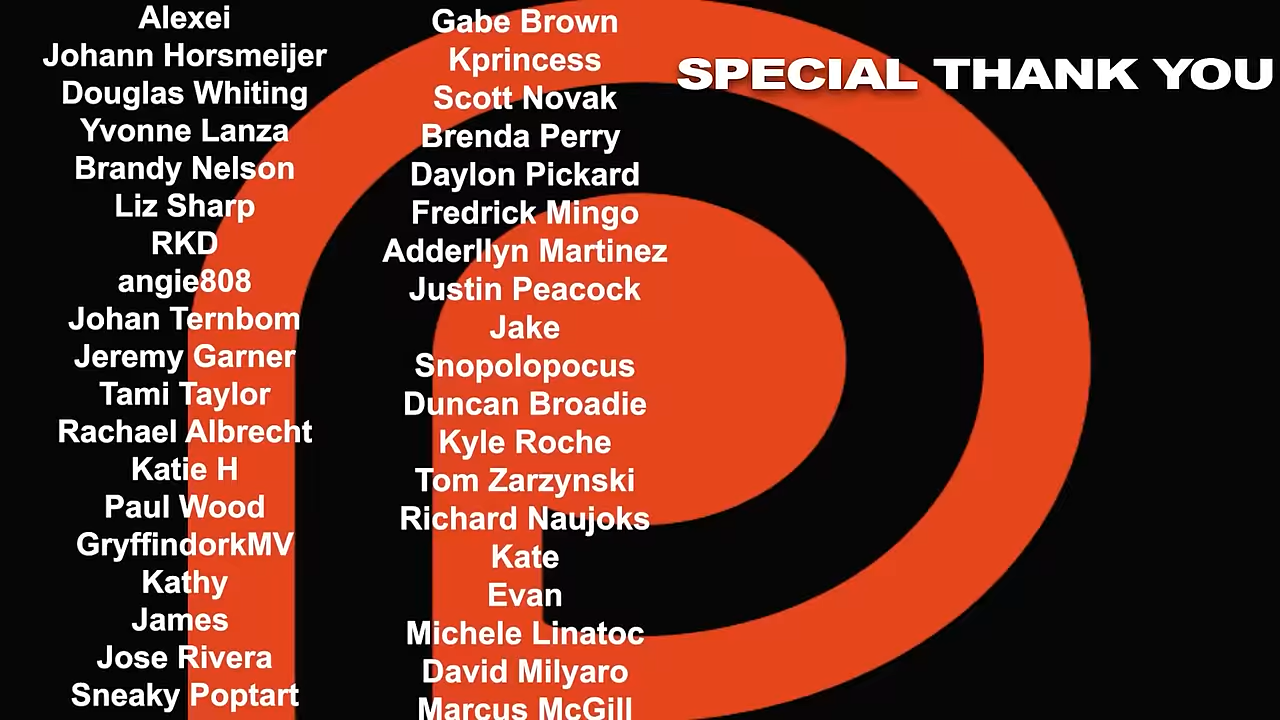 Alexei
Johann Horsmeijer
Douglas Whiting
Yvonne Lanza
Brandy Nelson
Liz Sharp
RKD
angie808
Johan Ternbom
Jeremy Garner
Tami Taylor
Rachael Albrecht
Katie H
Paul Wood
GryffindorkMV
Kathy
James
Jose Rivera
Sneaky Poptart
Gabe Brown
Kprincess
Scott Novak
Brenda Perry
Daylon Pickard
Fredrick Mingo
Adderllyn Martinez
Justin Peacock
Jake
Snopolopocus
Duncan Broadie
Kyle Roche
Tom Zarzynski
Richard Naujoks
Kate
Evan
Michele Linatoc
David Milyaro
Marcus McGill
SPECIAL THANK YOU